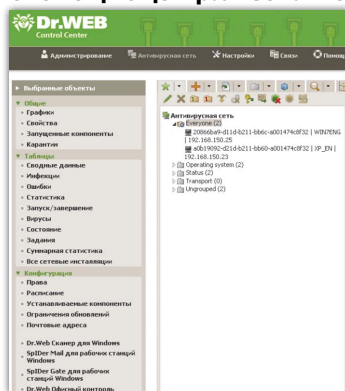 Dr.WEB
Control Center
Администрирование
Антивирусная сеть
Настройки
Связи
Помощ
Выбранные объекты
Общие
Графики
Свойства
Запущенные компоненты
Карантин
Таблицы
Сводные данные
Инфекции
Ошибки
Статистика
Запуск/завершение
Вирусы
Состояние
Задания
Суммарная статистика
Все сетевые инсталляции
Конфигурация
Права
Расписание
Устанавливаемые компоненты
Ограничения обновлений
Почтовые адреса
Dr.Web Сканер для Windows
SpIDer Mail для рабочих станций
Windows
SpIDer Gate для рабочих
станций Windows
Dr.Web Офисный контроль
Антивирусная сеть
Everyone (2)
20866ba9-d11d-b211-bb6c-a001474c8f32 | WIN7ENG
| 192.168.150.25
a0b19092-d21d-b211-bb60-a001474c8f32 | XP_EN |
192.168.150.23
Operating system (2)
Status (2)
Transport (0)
Ungrouped (2)